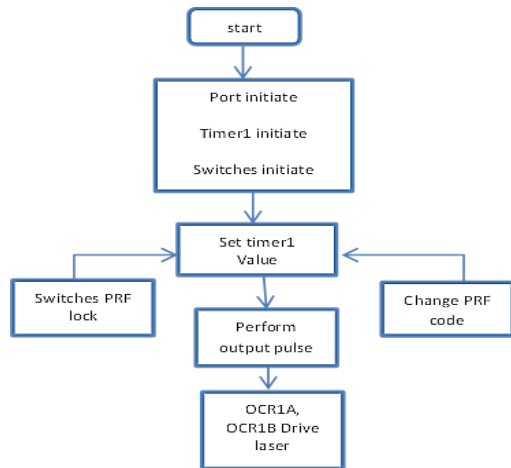 start
Port initiate
Timer1 initiate
Switches initiate
Set timer1
Value
Switches PRF
lock
Change PRF
code
Perform
output pulse
OCR1A,
OCR1B Drive
laser